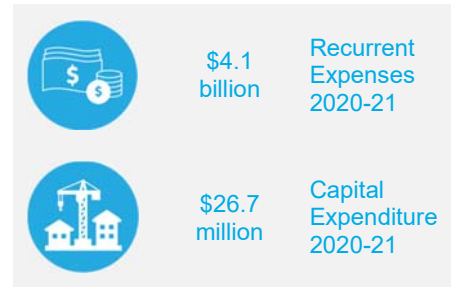 $4.1
billion
Recurrent
Expenses
2020-21
$26.7
million
Capital
Expenditure
2020-21